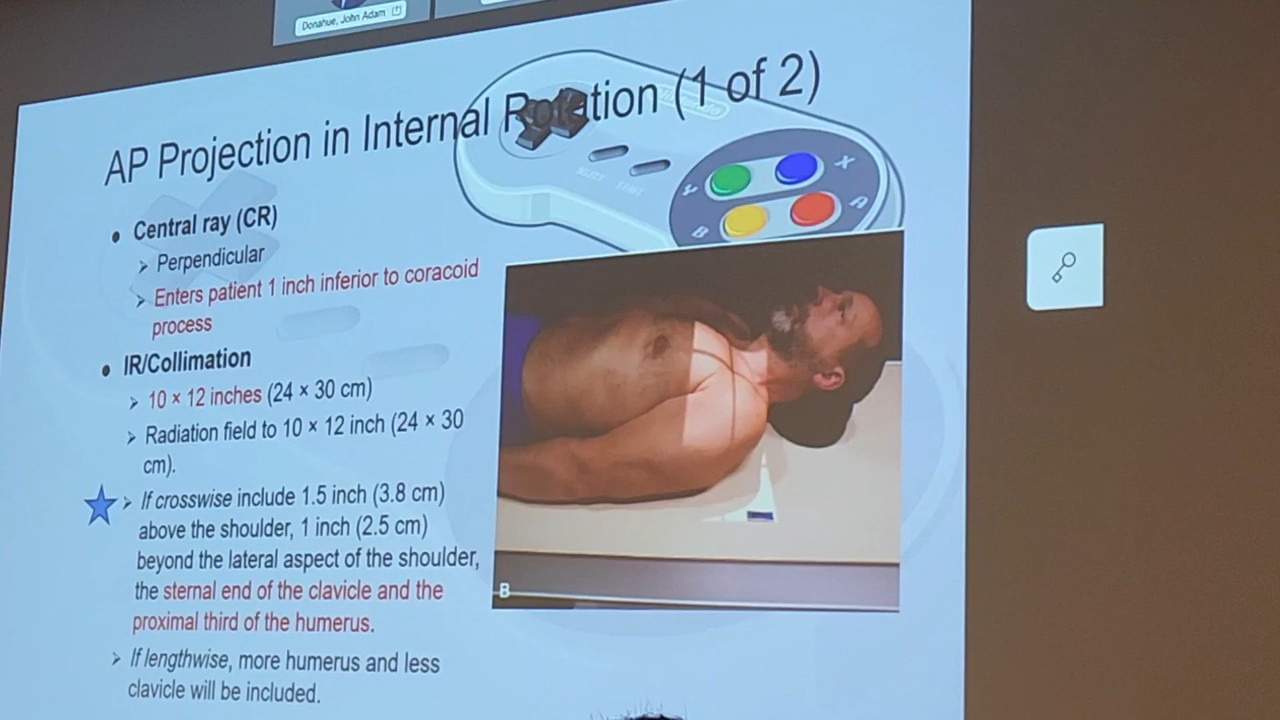 Donahue, John Adam
AP Projection in Internal Rotation (1 of 2)
Nintendo
SELECT START
Y X B A
• Central ray (CR)
➢ Perpendicular
➢ Enters patient 1 inch inferior to coracoid
process
• IR/Collimation
➢ 10 × 12 inches (24 × 30 cm)
➢ Radiation field to 10 × 12 inch (24 × 30
cm).
➢ If crosswise include 1.5 inch (3.8 cm)
above the shoulder, 1 inch (2.5 cm)
beyond the lateral aspect of the shoulder,
the sternal end of the clavicle and the
proximal third of the humerus.
➢ If lengthwise, more humerus and less
clavicle will be included.
B